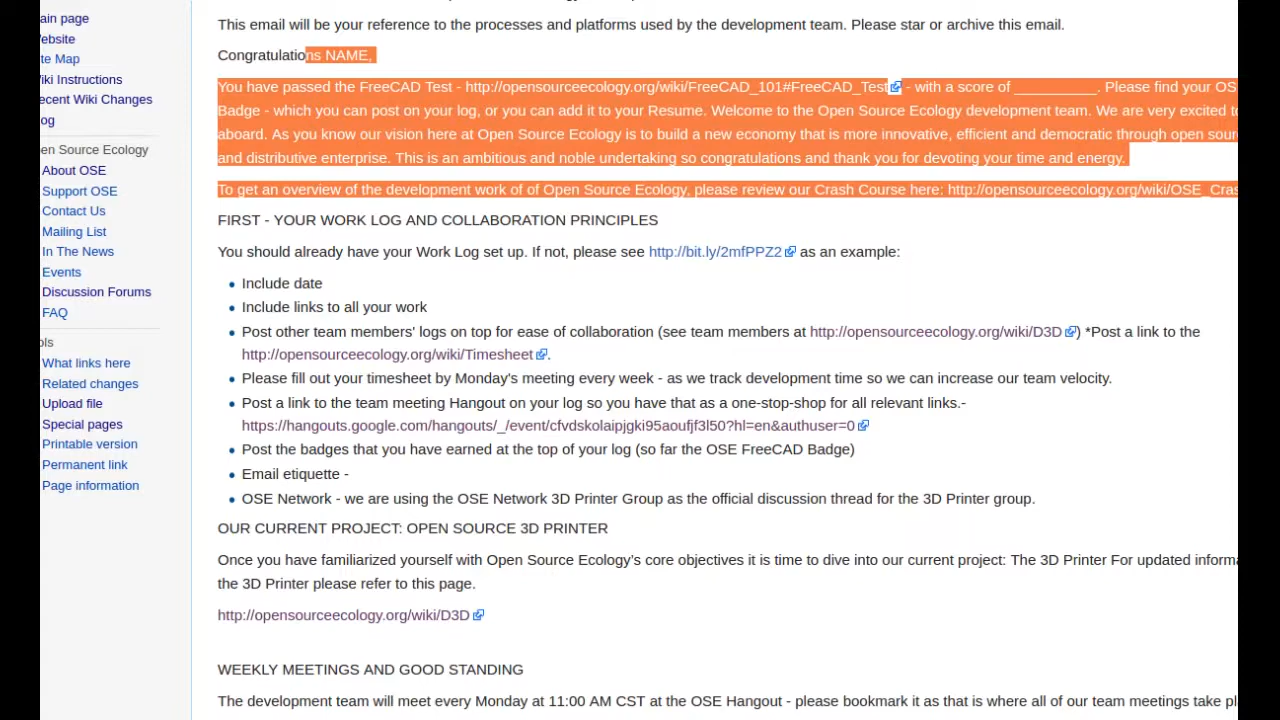 This email will be your reference to the processes and platforms used by the development team. Please star or archive this email.
Congratulations NAME,
You have passed the FreeCAD Test - http://opensourceecology.org/wiki/FreeCAD_101#FreeCAD_Test - with a score of __________. Please find your OS
Badge - which you can post on your log, or you can add it to your Resume. Welcome to the Open Source Ecology development team. We are very excited to
aboard. As you know our vision here at Open Source Ecology is to build a new economy that is more innovative, efficient and democratic through open sour
and distributive enterprise. This is an ambitious and noble undertaking so congratulations and thank you for devoting your time and energy.
To get an overview of the development work of of Open Source Ecology, please review our Crash Course here: http://opensourceecology.org/wiki/OSE_Cras
FIRST - YOUR WORK LOG AND COLLABORATION PRINCIPLES
You should already have your Work Log set up. If not, please see http://bit.ly/2mfPPZ2 as an example:
Include date
Include links to all your work
Post other team members' logs on top for ease of collaboration (see team members at http://opensourceecology.org/wiki/D3D) *Post a link to the
http://opensourceecology.org/wiki/Timesheet.
Please fill out your timesheet by Monday's meeting every week - as we track development time so we can increase our team velocity.
Post a link to the team meeting Hangout on your log so you have that as a one-stop-shop for all relevant links.-
https://hangouts.google.com/hangouts/_/event/cfvdskolaipjgki95aoufjf3l50?hl=en&authuser=0
Post the badges that you have earned at the top of your log (so far the OSE FreeCAD Badge)
Email etiquette -
OSE Network - we are using the OSE Network 3D Printer Group as the official discussion thread for the 3D Printer group.
OUR CURRENT PROJECT: OPEN SOURCE 3D PRINTER
Once you have familiarized yourself with Open Source Ecology's core objectives it is time to dive into our current project: The 3D Printer For updated informa
the 3D Printer please refer to this page.
http://opensourceecology.org/wiki/D3D
WEEKLY MEETINGS AND GOOD STANDING
The development team will meet every Monday at 11:00 AM CST at the OSE Hangout - please bookmark it as that is where all of our team meetings take pl
ain page
ebsite
te Map
iki Instructions
ecent Wiki Changes
og
en Source Ecology
About OSE
Support OSE
Contact Us
Mailing List
In The News
Events
Discussion Forums
FAQ
ols
What links here
Related changes
Upload file
Special pages
Printable version
Permanent link
Page information